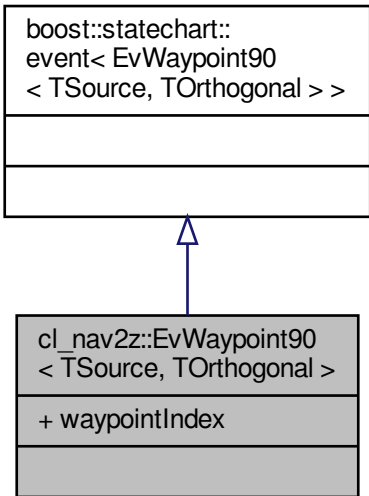 boost::statechart::
event< EvWaypoint90
< TSource, TOrthogonal > >
cl_nav2z::EvWaypoint90
< TSource, TOrthogonal >
+ waypointIndex